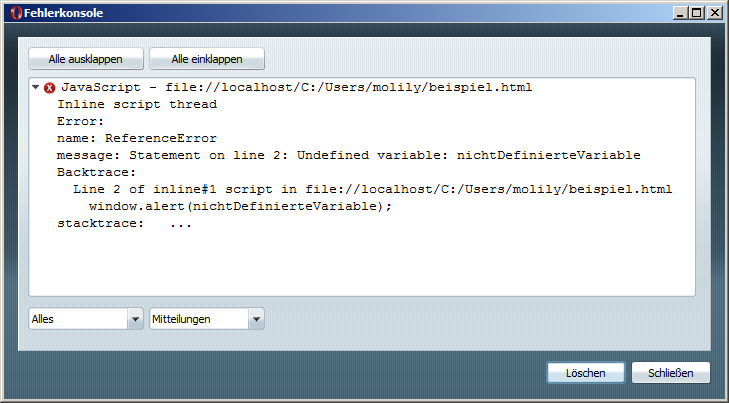 Fehlerkonsole
Alle ausklappen Alle einklappen
JavaScript - file://localhost/C:/Users/molily/beispiel.html
Inline script thread
Error:
name: ReferenceError
message: Statement on line 2: Undefined variable: nichtDefinierteVariable
Backtrace:
Line 2 of inline#1 script in file://localhost/C:/Users/molily/beispiel.html
window.alert(nichtDefinierteVariable);
stacktrace: ...
Alles Mitteilungen
Löschen Schließen